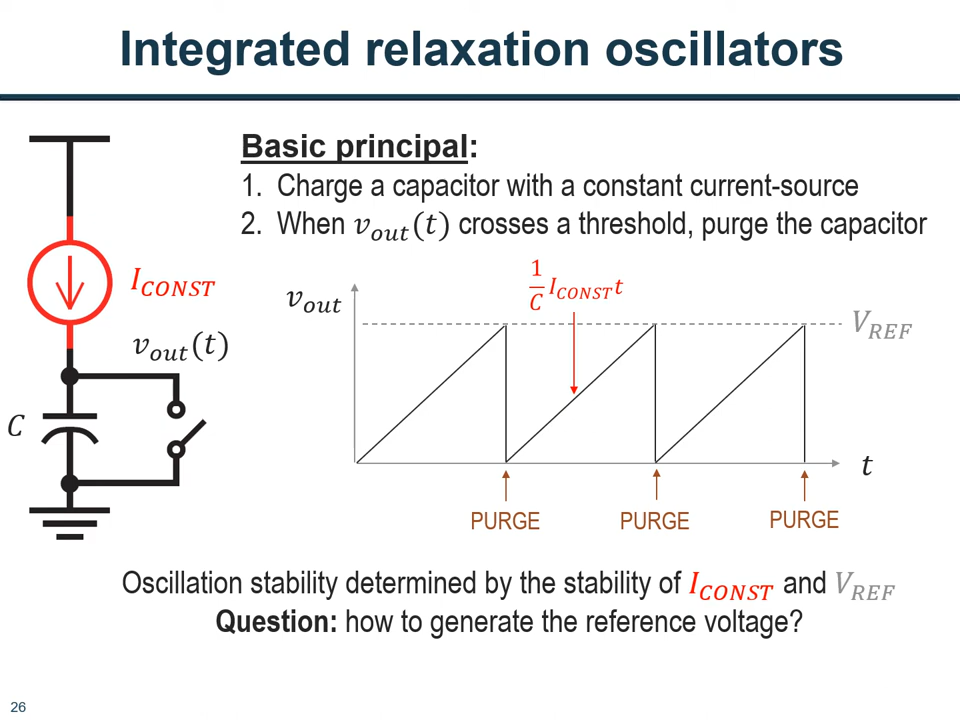 Integrated relaxation oscillators
Basic principal:
1. Charge a capacitor with a constant current-source
2. When v_out(t) crosses a threshold, purge the capacitor
I_CONST
v_out(t)
C
v_out
1/C I_CONST t
V_REF
t
PURGE PURGE PURGE
Oscillation stability determined by the stability of I_CONST and V_REF
Question: how to generate the reference voltage?
26